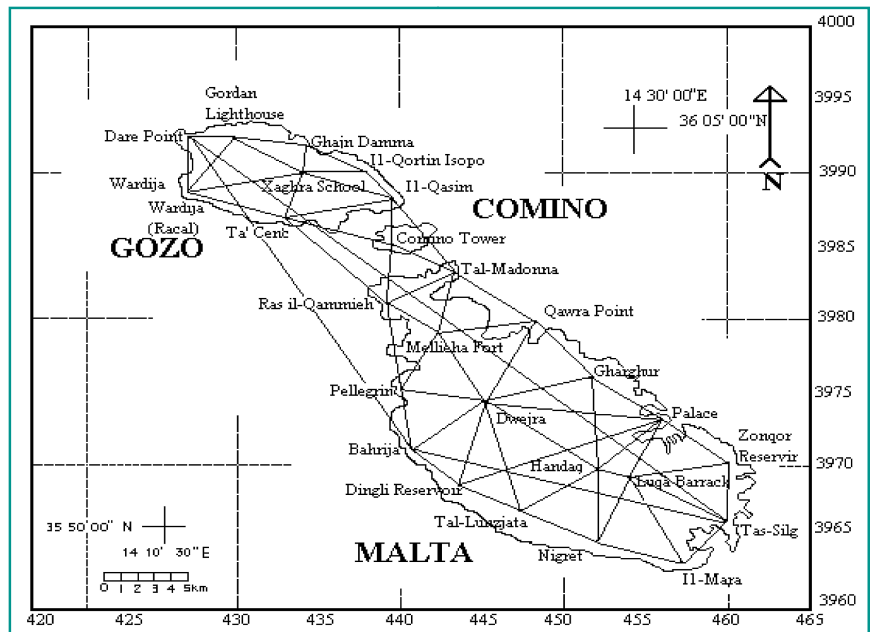 4000
Gordan
Lighthouse
14 30' 00"E
3995
36 05' 00"N
Dare Point
Ghain Damma
Il-Qortin Isopo
3990
N
Wardija
Xaghra School
Il-Qasim
Wardija
(Racal)
COMINO
GOZO
Ta' Cenc
Comino Tower
3985
Tal-Madonna
Ras il-Qammieh
Qawra Point
3980
Mellieha Fort
Gharghur
Pellegrin
3975
Dwejra
Palace
Bahrija
Zonqor
Reservir
Handaq
3970
Dingli Reservoir
Luqa Barrack
35 50' 00" N
Tal-Lunzjata
Tas-Silg
3965
14 10' 30"E
MALTA
Nigret
Il-Mara
0 1 2 3 4 5km
3960
420 425 430 435 440 445 450 455 460 465